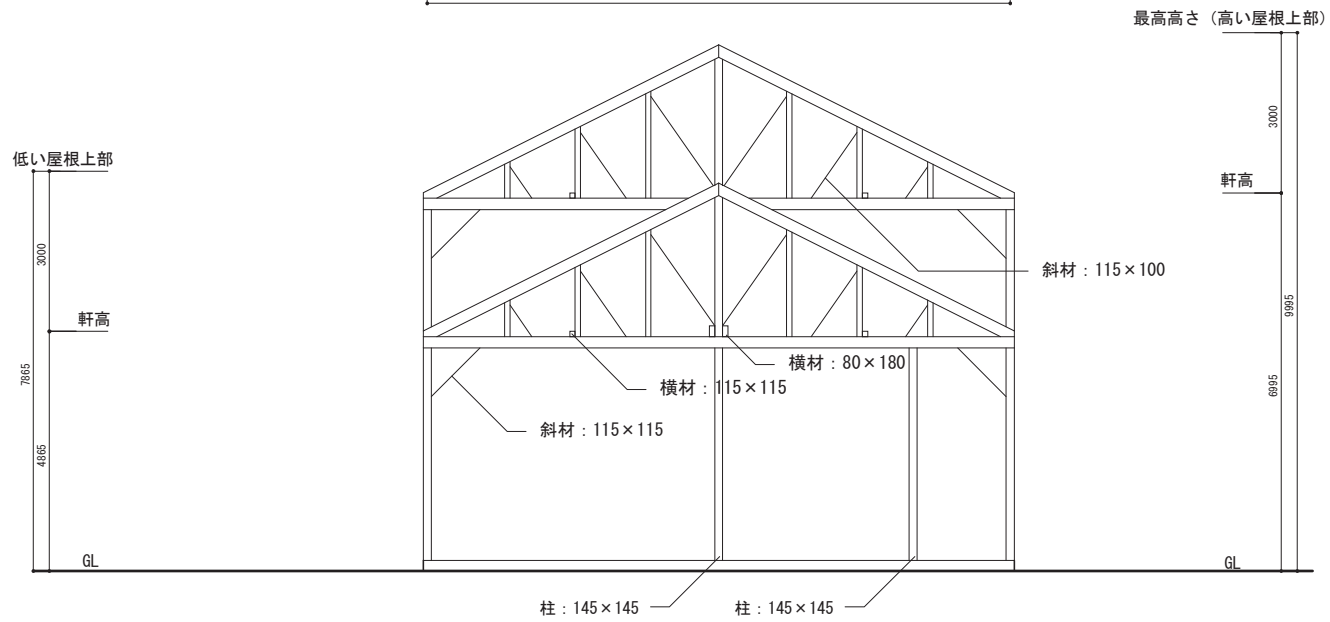 最高高さ（高い屋根上部）
3000
低い屋根上部
軒高
3000
斜材：115×100
軒高
9995
横材：80×180
7865
横材：115×115
6995
斜材：115×115
4865
GL
GL
柱：145×145
柱：145×145